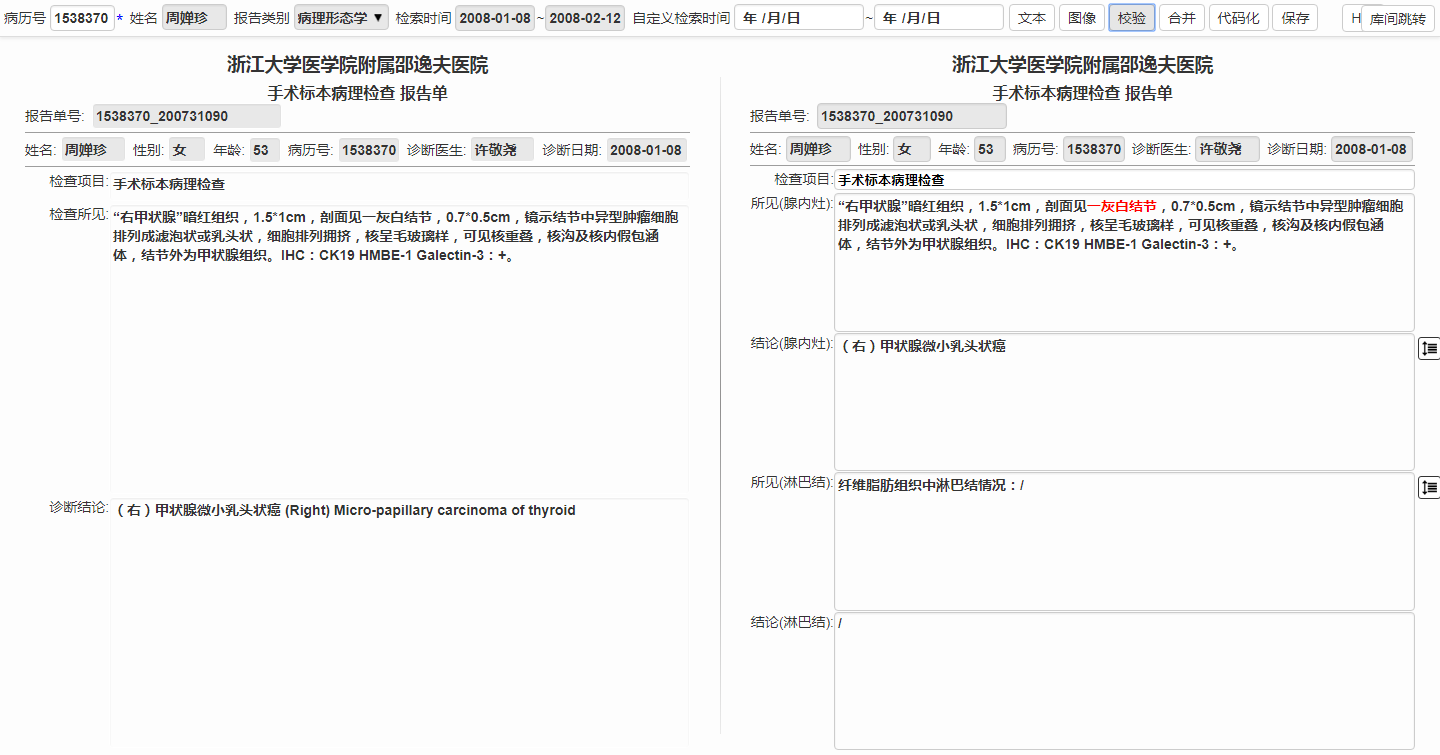 病历号 1538370 * 姓名 周婵珍 报告类别 病理形态学 ▼ 检索时间 2008-01-08 ~ 2008-02-12 自定义检索时间 年 /月/日 ~ 年 /月/日 文本 图像 校验 合并 代码化 保存 H 库间跳转
浙江大学医学院附属邵逸夫医院
手术标本病理检查 报告单
报告单号: 1538370_200731090
姓名: 周婵珍 性别: 女 年龄: 53 病历号: 1538370 诊断医生: 许敬尧 诊断日期: 2008-01-08
检查项目: 手术标本病理检查
检查所见: “右甲状腺”暗红组织，1.5*1cm，剖面见一灰白结节，0.7*0.5cm，镜示结节中异型肿瘤细胞
排列成滤泡状或乳头状，细胞排列拥挤，核呈毛玻璃样，可见核重叠，核沟及核内假包涵
体，结节外为甲状腺组织。IHC：CK19 HMBE-1 Galectin-3：+。
诊断结论: （右）甲状腺微小乳头状癌 (Right) Micro-papillary carcinoma of thyroid
浙江大学医学院附属邵逸夫医院
手术标本病理检查 报告单
报告单号: 1538370_200731090
姓名: 周婵珍 性别: 女 年龄: 53 病历号: 1538370 诊断医生: 许敬尧 诊断日期: 2008-01-08
检查项目: 手术标本病理检查
所见(腺内灶): “右甲状腺”暗红组织，1.5*1cm，剖面见一灰白结节，0.7*0.5cm，镜示结节中异型肿瘤细胞
排列成滤泡状或乳头状，细胞排列拥挤，核呈毛玻璃样，可见核重叠，核沟及核内假包涵
体，结节外为甲状腺组织。IHC：CK19 HMBE-1 Galectin-3：+。
结论(腺内灶): （右）甲状腺微小乳头状癌
所见(淋巴结): 纤维脂肪组织中淋巴结情况：/
结论(淋巴结): /